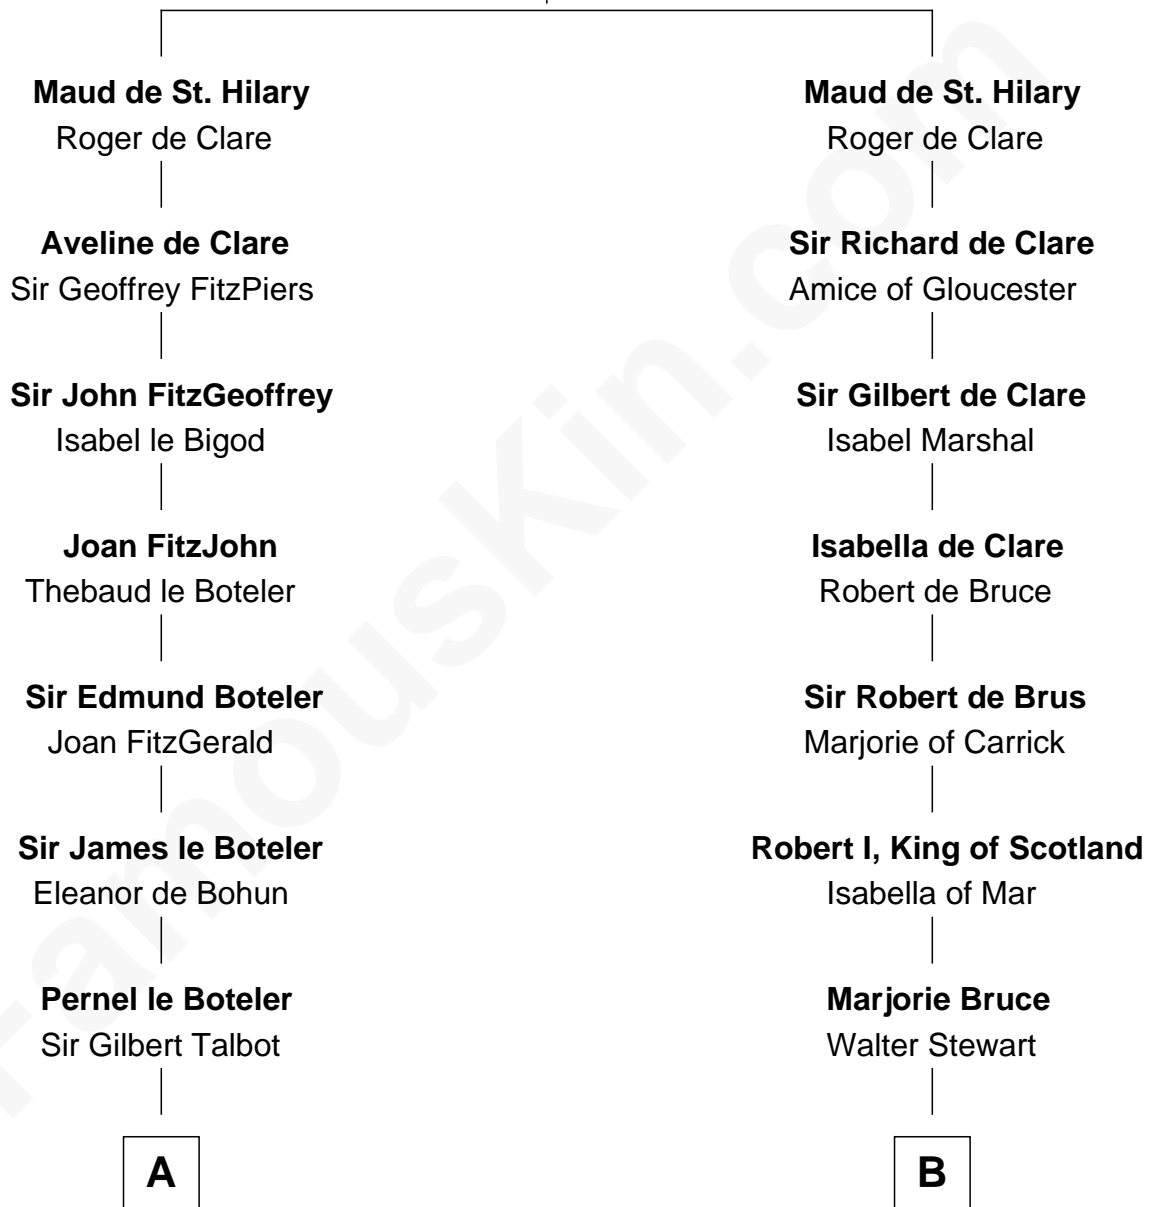 Maud de St. Hilary
Roger de Clare
Aveline de Clare
Sir Geoffrey FitzPiers
Sir John FitzGeoffrey
Isabel le Bigod
Joan FitzJohn
Thebaud le Boteler
Sir Edmund Boteler
Joan FitzGerald
Sir James le Boteler
Eleanor de Bohun
Pernel le Boteler
Sir Gilbert Talbot
A
Maud de St. Hilary
Roger de Clare
Sir Richard de Clare
Amice of Gloucester
Sir Gilbert de Clare
Isabel Marshal
Isabella de Clare
Robert de Bruce
Sir Robert de Brus
Marjorie of Carrick
Robert I, King of Scotland
Isabella of Mar
Marjorie Bruce
Walter Stewart
B
FamousKin.com